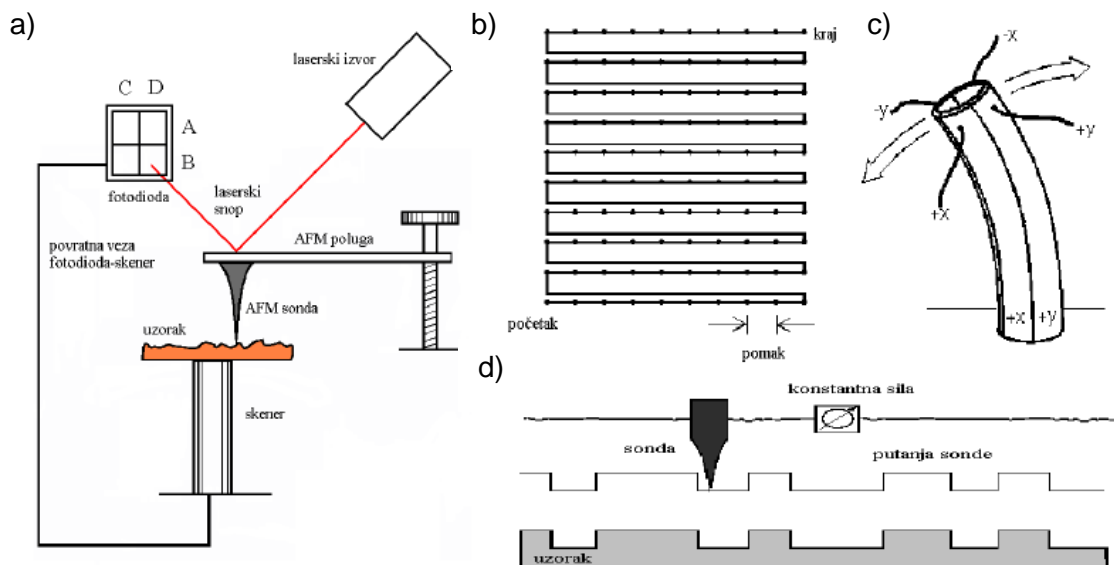 a)
laserski izvor
C D
A
B
fotodioda
laserski
snop
povratna veza
fotodioda-skener
AFM poluga
AFM sonda
uzorak
skener
b)
kraj
početak
pomak
c)
-x
-y
+y
+x
+x
+y
d)
konstantna sila
sonda
putanja sonde
uzorak